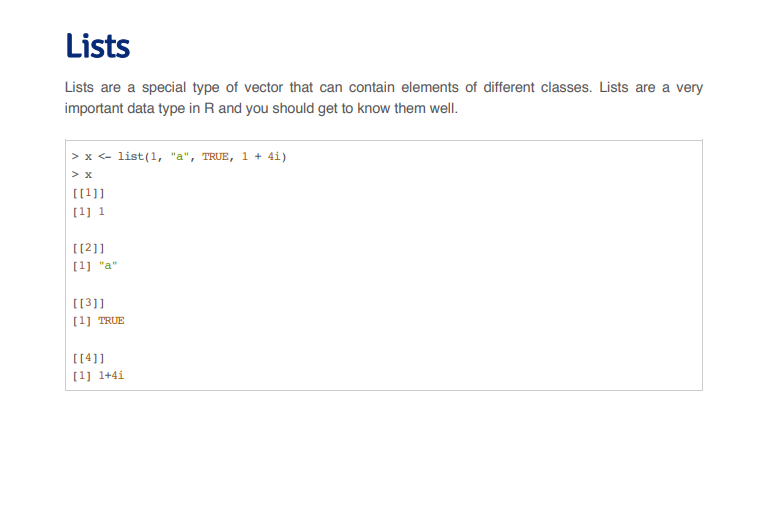 Lists
Lists are a special type of vector that can contain elements of different classes. Lists are a very
important data type in R and you should get to know them well.
> x <- list(1, "a", TRUE, 1 + 4i)
> x
[[1]]
[1] 1
[[2]]
[1] "a"
[[3]]
[1] TRUE
[[4]]
[1] 1+4i